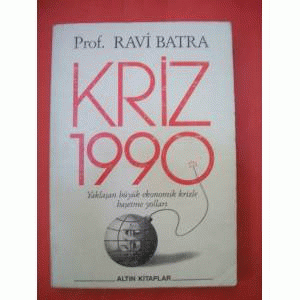 Prof. RAVİ BATRA
KRİZ
1990
Yaklaşan büyük ekonomik krizle
başetme yolları
ALTIN KİTAPLAR